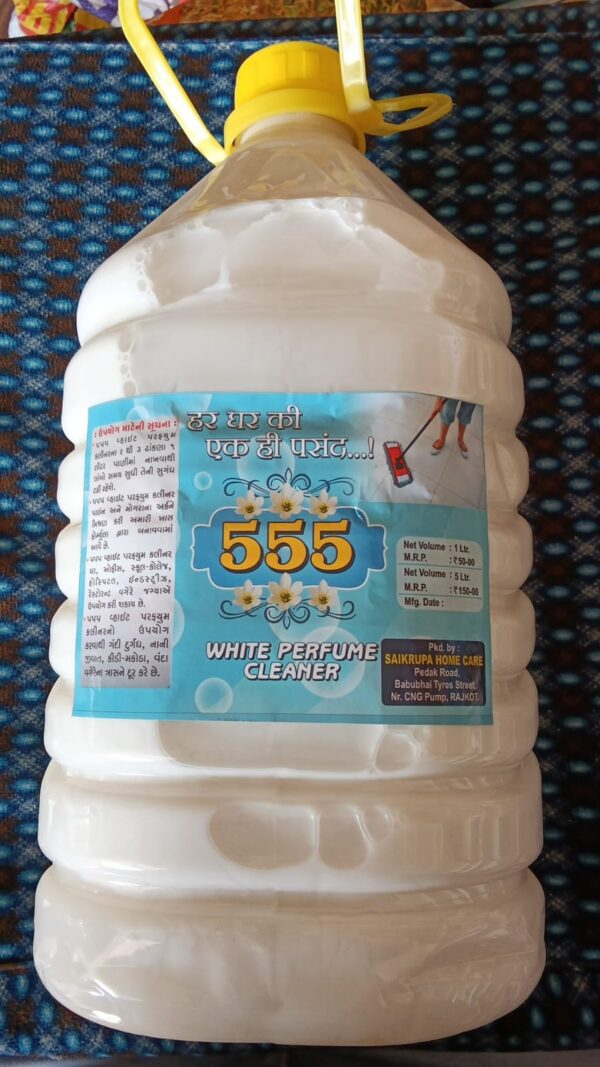 : ઉપયોગ માટેની સુચના :
• ૫૫૫ વ્હાઈટ પરફ્યુમ
ક્લીનરના ૨ થી ૩ ઢાંકણા ૧
લીટર પાણીમાં નાખવાથી
લાંબો સમય સુધી તેની સુગંધ
ટકી રહેશે.
• ૫૫૫ વ્હાઈટ પરફ્યુમ ક્લીનર
પાઈન અને મોગરાના અર્કને
મિશ્રણ કરી અમારી ખાસ
ફોર્મ્યુલા દ્વારા બનાવવામાં
આવે છે.
• ૫૫૫ વ્હાઈટ પરફ્યુમ ક્લીનર
ઘર, ઓફીસ, સ્કુલ-કોલેજ,
હોસ્પિટલ, ઈન્ડસ્ટ્રીઝ,
રેસ્ટોરન્ટ વગેરે જગ્યાએ
ઉપયોગ કરી શકાય છે.
• ૫૫૫ વ્હાઈટ પરફ્યુમ
ક્લીનરનો ઉપયોગ
કરવાથી ગંદી દુર્ગંધ, નાની
જીવાત, કીડી-મકોડા, વંદા
વગેરેના ત્રાસને દૂર કરે છે.
हर घर की
एक ही पसंद...!
555
WHITE PERFUME
CLEANER
Net Volume : 1 Ltr.
M.R.P. : ₹ 50-00
Net Volume : 5 Ltr.
M.R.P. : ₹ 150-00
Mfg. Date :
Pkd. by :
SAIKRUPA HOME CARE
Pedak Road,
Babubhai Tyres Street,
Nr. CNG Pump, RAJKOT.